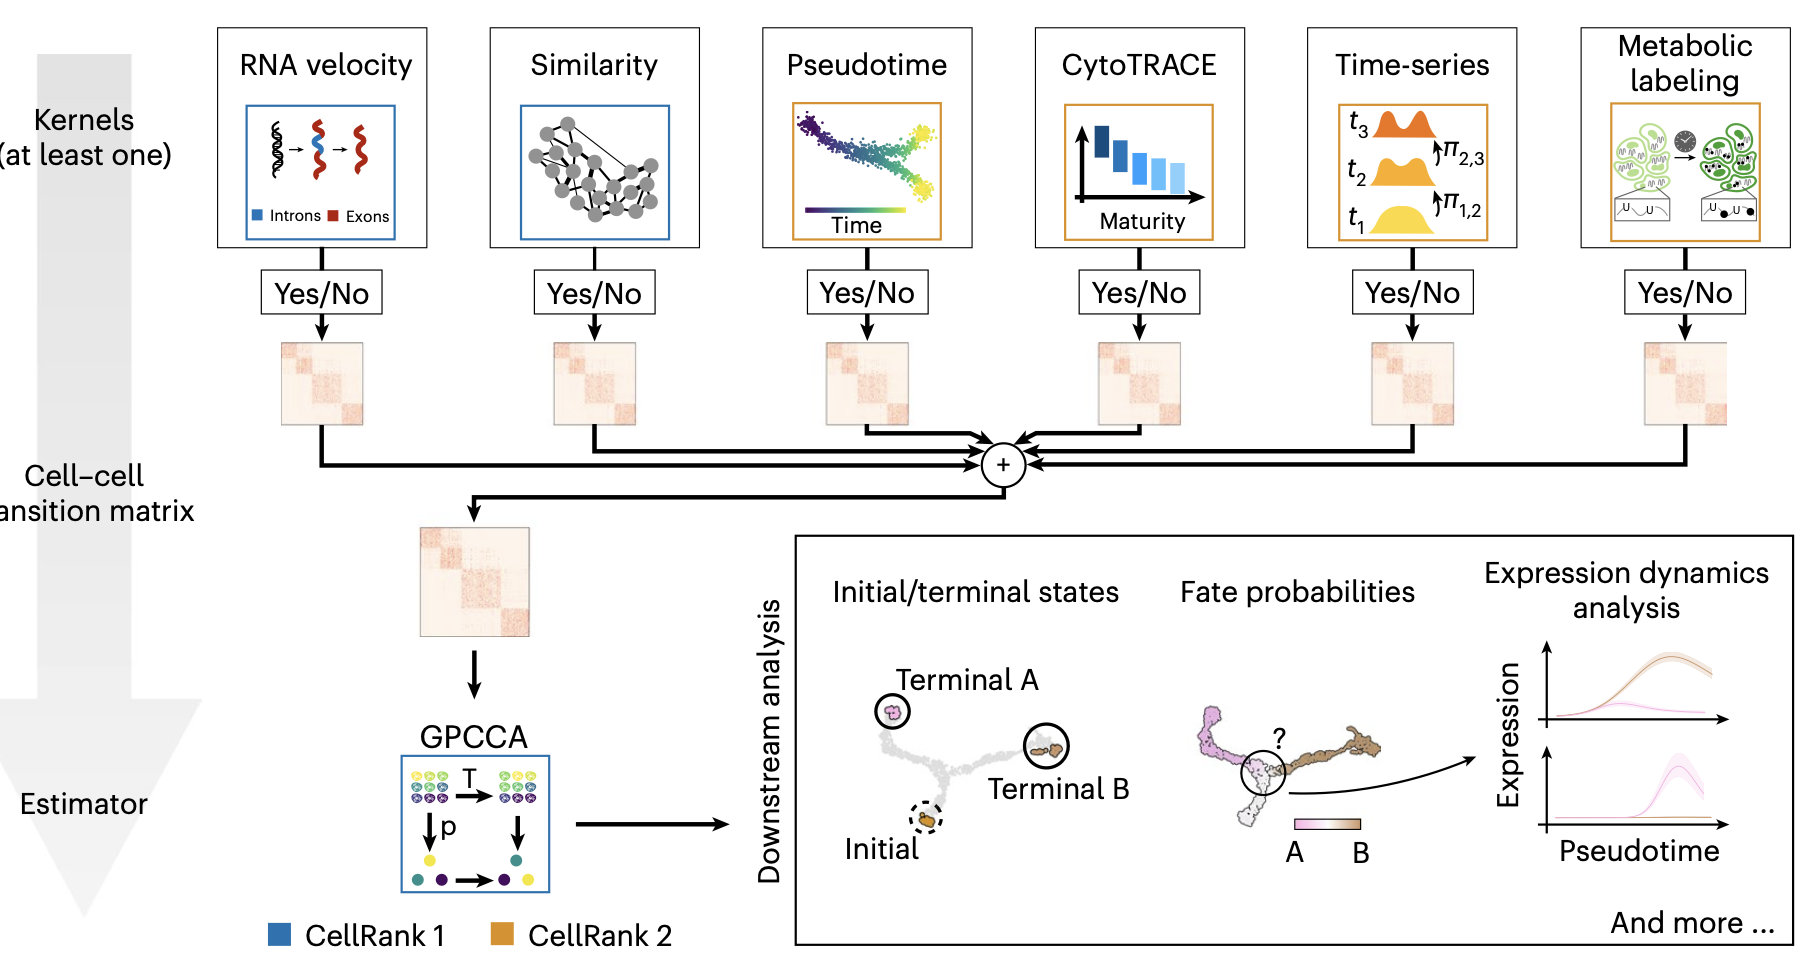 RNA velocity
Similarity
Pseudotime
CytoTRACE
Time-series
Metabolic
labeling
Kernels
(at least one)
Introns
Exons
Time
Maturity
t3
t2
t1
π2,3
π1,2
U
U
U
U
Yes/No
Yes/No
Yes/No
Yes/No
Yes/No
Yes/No
+
Cell–cell
ansition matrix
GPCCA
T
p
Estimator
CellRank 1
CellRank 2
Downstream analysis
Initial/terminal states
Terminal A
Terminal B
Initial
Fate probabilities
?
A
B
Expression dynamics
analysis
Expression
Pseudotime
And more ...